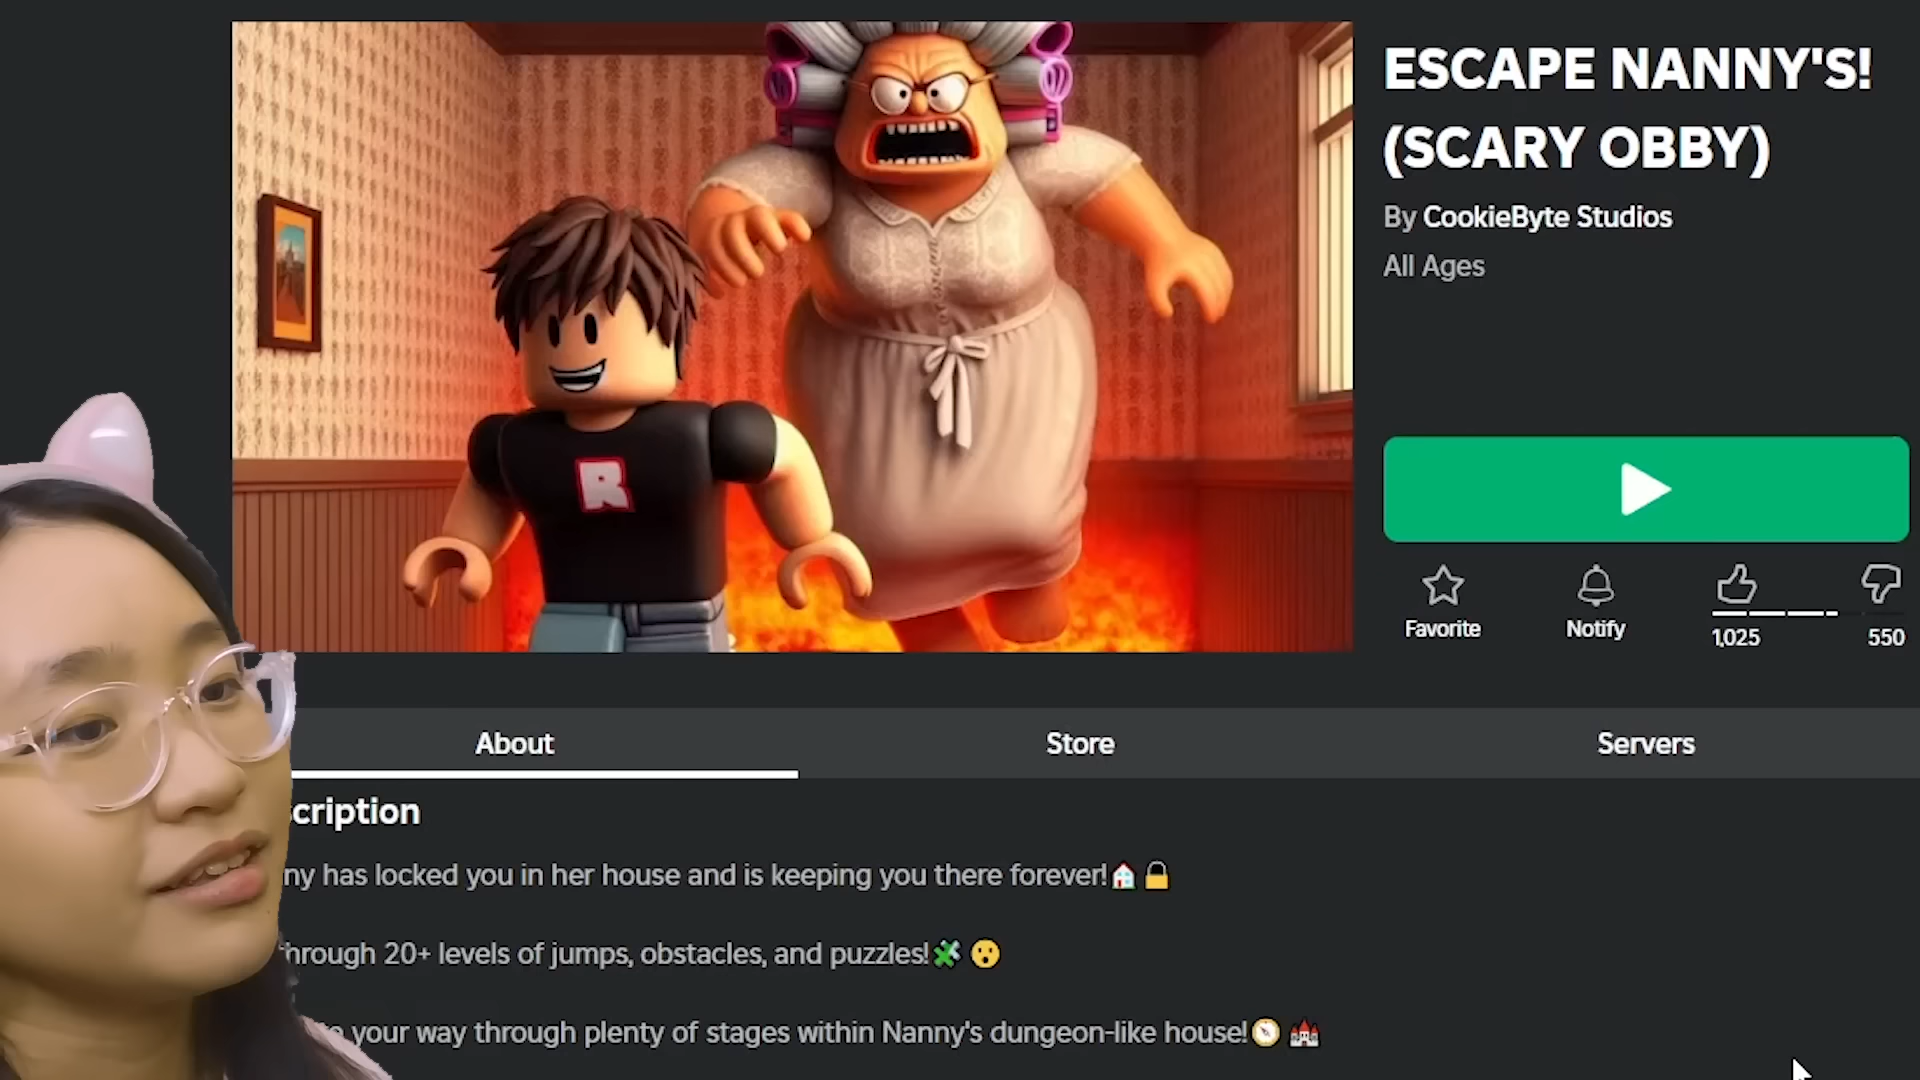 ESCAPE NANNY'S!
(SCARY OBBY)
By CookieByte Studios
All Ages
R
Favorite
Notify
1,025
550
About
Store
Servers
scription
ny has locked you in her house and is keeping you there forever!🏠🔒
hrough 20+ levels of jumps, obstacles, and puzzles!🧩😮
your way through plenty of stages within Nanny's dungeon-like house!🧭🏰